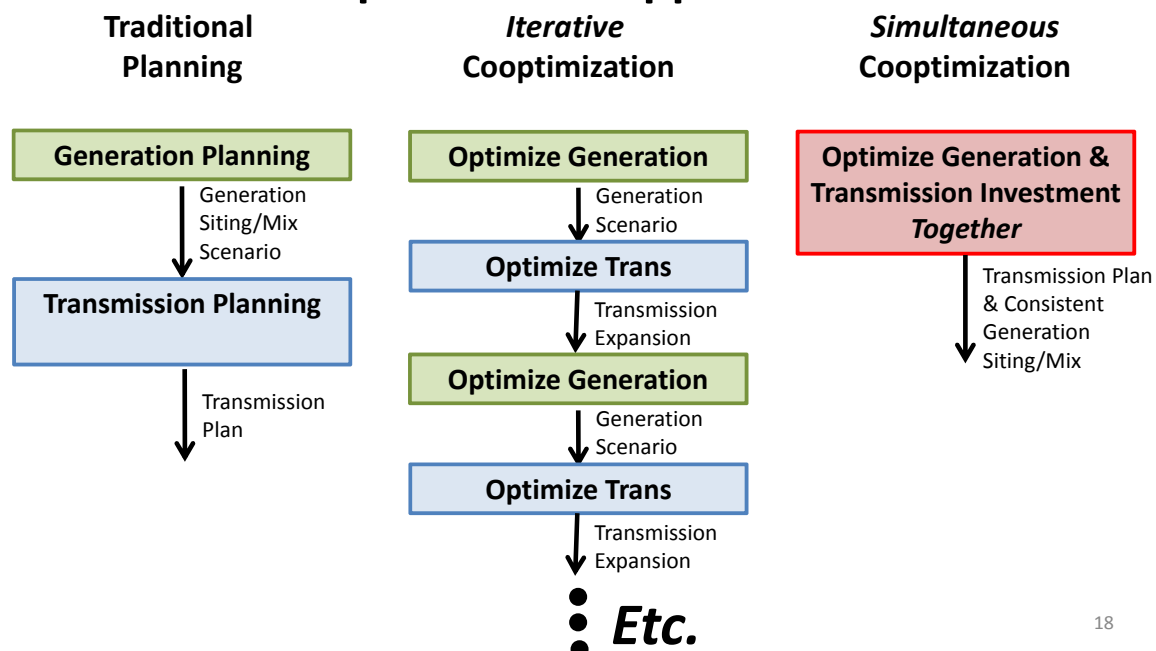 Traditional
Planning
Generation Planning
Generation
Siting/Mix
Scenario
Transmission Planning
Transmission
Plan
Iterative
Cooptimization
Optimize Generation
Generation
Scenario
Optimize Trans
Transmission
Expansion
Optimize Generation
Generation
Scenario
Optimize Trans
Transmission
Expansion
Etc.
Simultaneous
Cooptimization
Optimize Generation &
Transmission Investment
Together
Transmission Plan
& Consistent
Generation
Siting/Mix
18